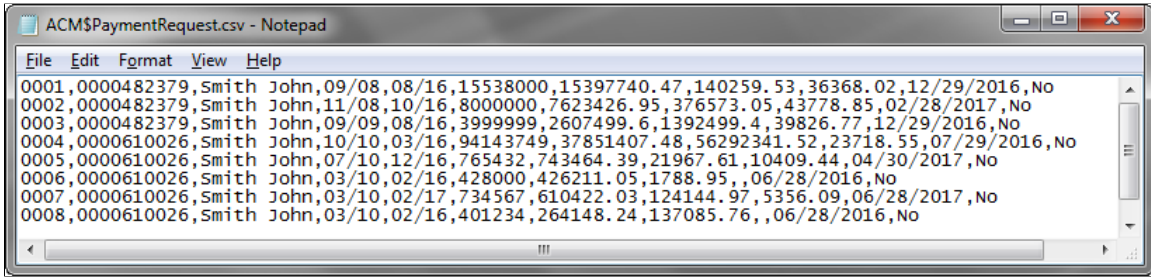 ACM$PaymentRequest.csv - Notepad
File Edit Format View Help
0001,0000482379,Smith John,09/08,08/16,15538000,15397740.47,140259.53,36368.02,12/29/2016,No
0002,0000482379,Smith John,11/08,10/16,8000000,7623426.95,376573.05,43778.85,02/28/2017,No
0003,0000482379,Smith John,09/09,08/16,3999999,2607499.6,1392499.4,39826.77,12/29/2016,No
0004,0000610026,Smith John,10/10,03/16,94143749,37851407.48,56292341.52,23718.55,07/29/2016,No
0005,0000610026,Smith John,07/10,12/16,765432,743464.39,21967.61,10409.44,04/30/2017,No
0006,0000610026,Smith John,03/10,02/16,428000,426211.05,1788.95,,06/28/2016,No
0007,0000610026,Smith John,03/10,02/17,734567,610422.03,124144.97,5356.09,06/28/2017,No
0008,0000610026,Smith John,03/10,02/16,401234,264148.24,137085.76,,06/28/2016,No